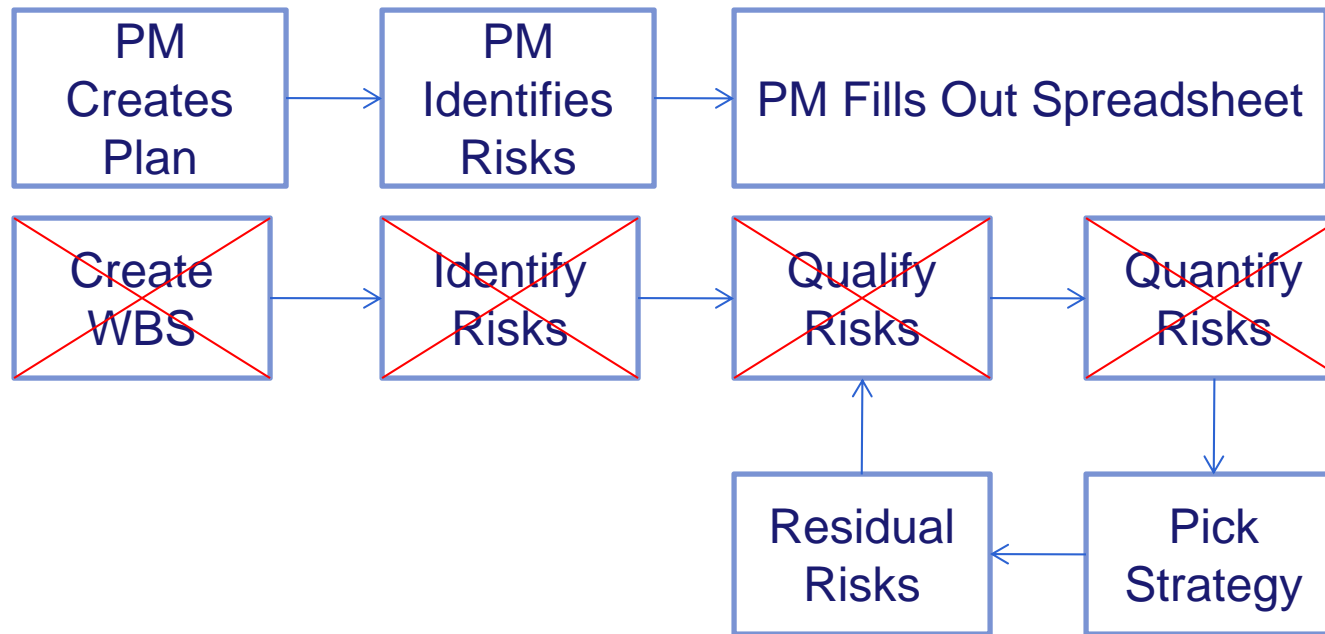 PM
Creates
Plan
PM
Identifies
Risks
PM Fills Out Spreadsheet
Create
WBS
Identify
Risks
Qualify
Risks
Quantify
Risks
Residual
Risks
Pick
Strategy